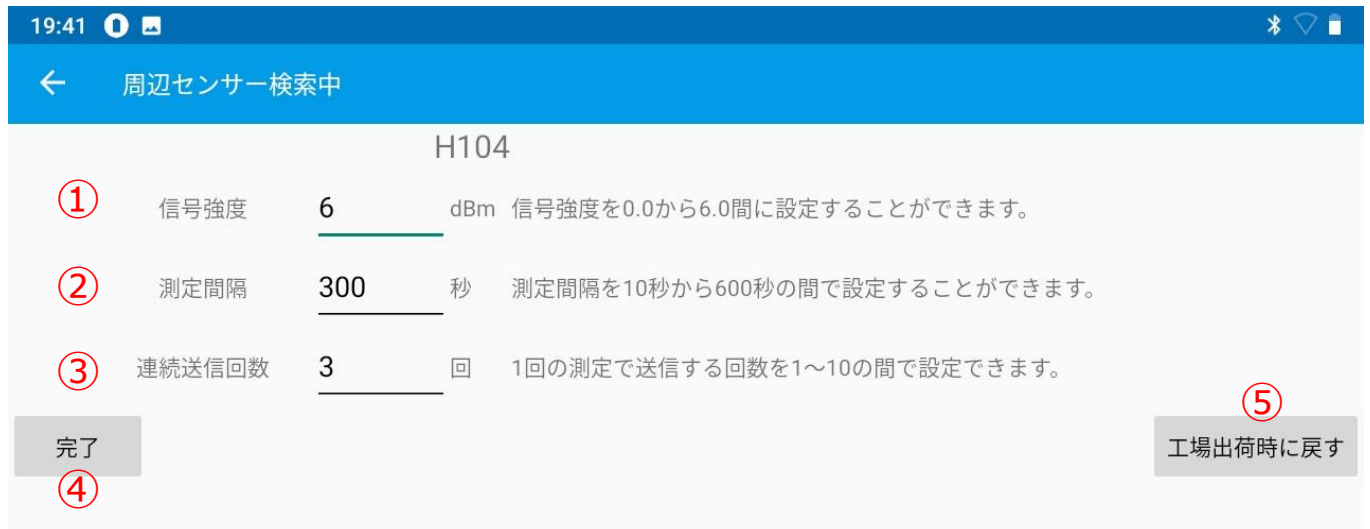 19:41
周辺センサー検索中
H104
① 信号強度 6 dBm 信号強度を0.0から6.0間に設定することができます。
② 測定間隔 300 秒 測定間隔を10秒から600秒の間で設定することができます。
③ 連続送信回数 3 回 1回の測定で送信する回数を1～10の間で設定できます。
⑤
完了 工場出荷時に戻す
④